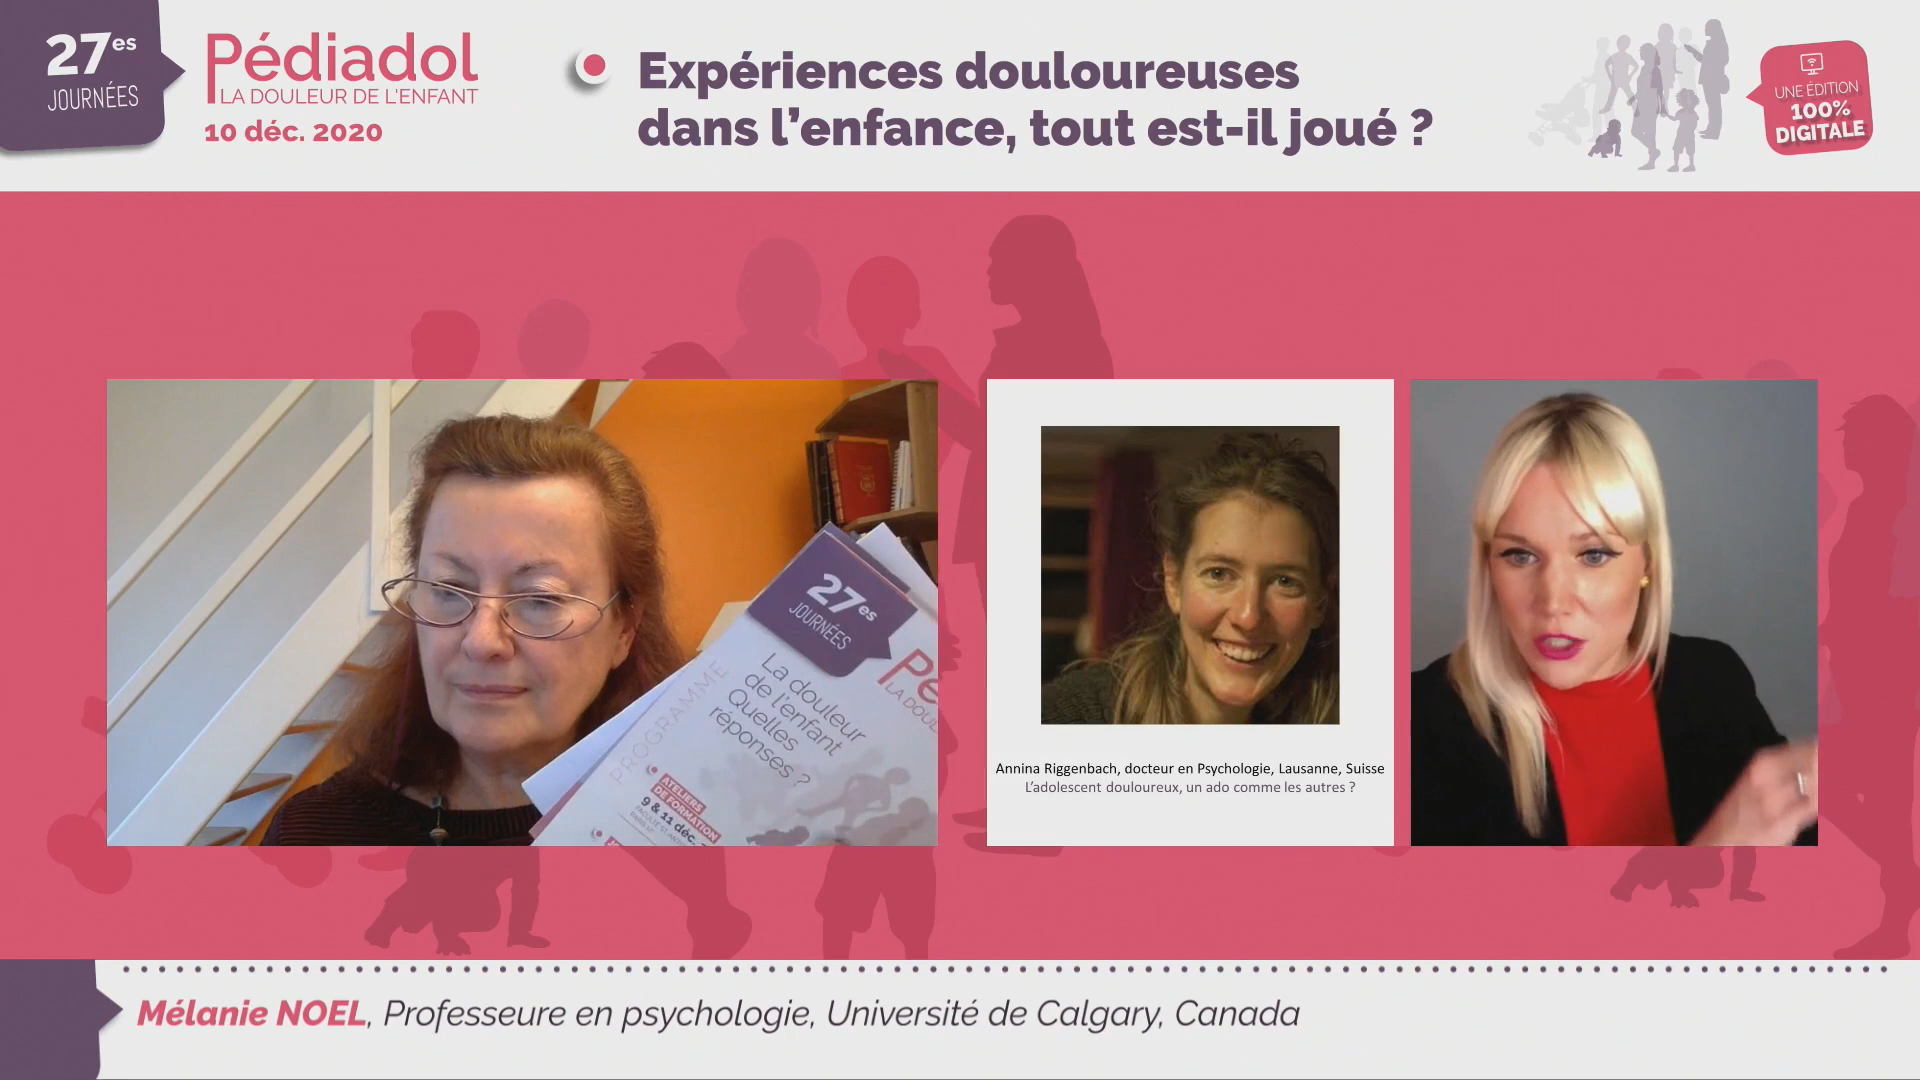 27es
JOURNÉES
Pédiadol
LA DOULEUR DE L'ENFANT
10 déc. 2020
Expériences douloureuses
dans l'enfance, tout est-il joué ?
UNE ÉDITION
100%
DIGITALE
27es
JOURNÉES
Pé
LA DOUL
PROGRAMME
La douleur
de l'enfant
Quelles
réponses ?
ATELIERS
DE FORMATION
9 & 11 déc.
Annina Riggenbach, docteur en Psychologie, Lausanne, Suisse
L'adolescent douloureux, un ado comme les autres ?
Mélanie NOEL, Professeure en psychologie, Université de Calgary, Canada